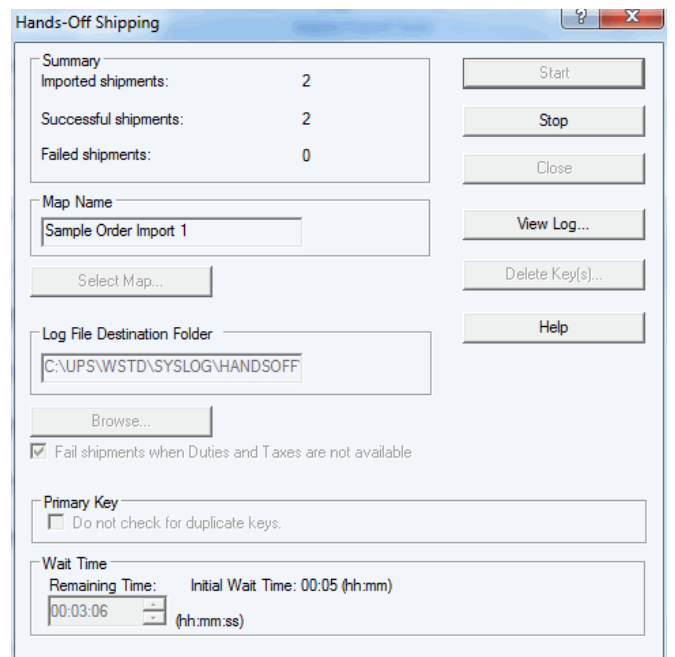 Hands-Off Shipping
Summary
Imported shipments: 2
Successful shipments: 2
Failed shipments: 0
Start
Stop
Close
Map Name
Sample Order Import 1
View Log...
Select Map...
Delete Key(s)...
Log File Destination Folder
C:\UPS\WSTD\SYSLOG\HANDSOFF
Help
Browse...
Fail shipments when Duties and Taxes are not available
Primary Key
Do not check for duplicate keys.
Wait Time
Remaining Time: Initial Wait Time: 00:05 (hh:mm)
00:03:06 (hh:mm:ss)